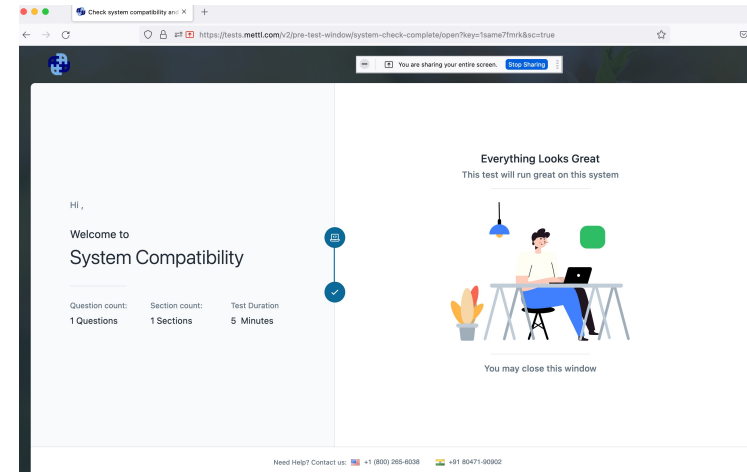 Check system compatibility and
https://tests.mettl.com/v2/pre-test-window/system-check-complete/open?key=1same7fmrk&sc=true
You are sharing your entire screen. Stop Sharing
Hi ,
Welcome to
System Compatibility
Question count: Section count: Test Duration
1 Questions 1 Sections 5 Minutes
Everything Looks Great
This test will run great on this system
You may close this window
Need Help? Contact us: +1 (800) 265-6038 +91 80471-90902